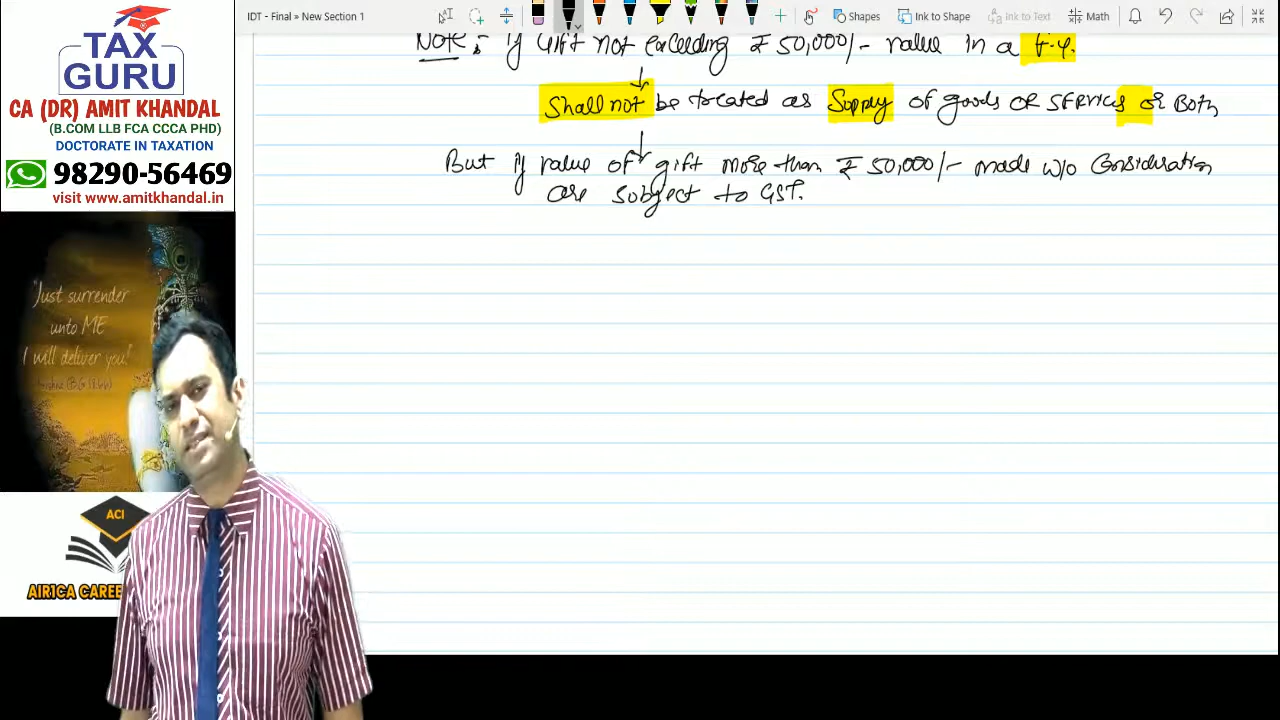 IDT - Final » New Section 1
Shapes
Ink to Shape
Ink to Text
Math
TAX
GURU
CA (DR) AMIT KHANDAL
(B.COM LLB FCA CCCA PHD)
DOCTORATE IN TAXATION
98290-56469
visit www.amitkhandal.in
Note :- if Gift not exceeding ₹ 50,000/- value in a F.Y.
Shall not be treated as Supply of goods or services or Both
But if value of gift more than ₹ 50,000/- made w/o Consideration
are subject to GST.
"Just surrender
unto ME
I will deliver you!"
ACI
AIR1CA CAREE